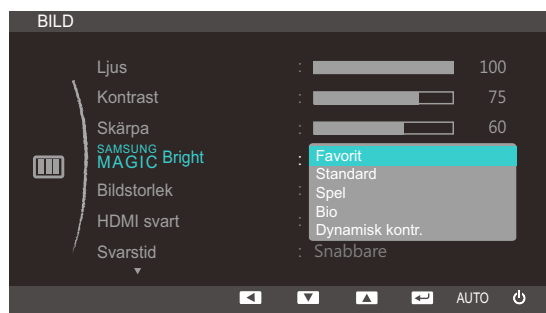 BILD
Ljus : 100
Kontrast : 75
Skärpa : 60
SAMSUNG
MAGIC Bright :
Favorit
Standard
Spel
Bio
Dynamisk kontr.
Bildstorlek :
HDMI svart :
Svarstid : Snabbare
AUTO